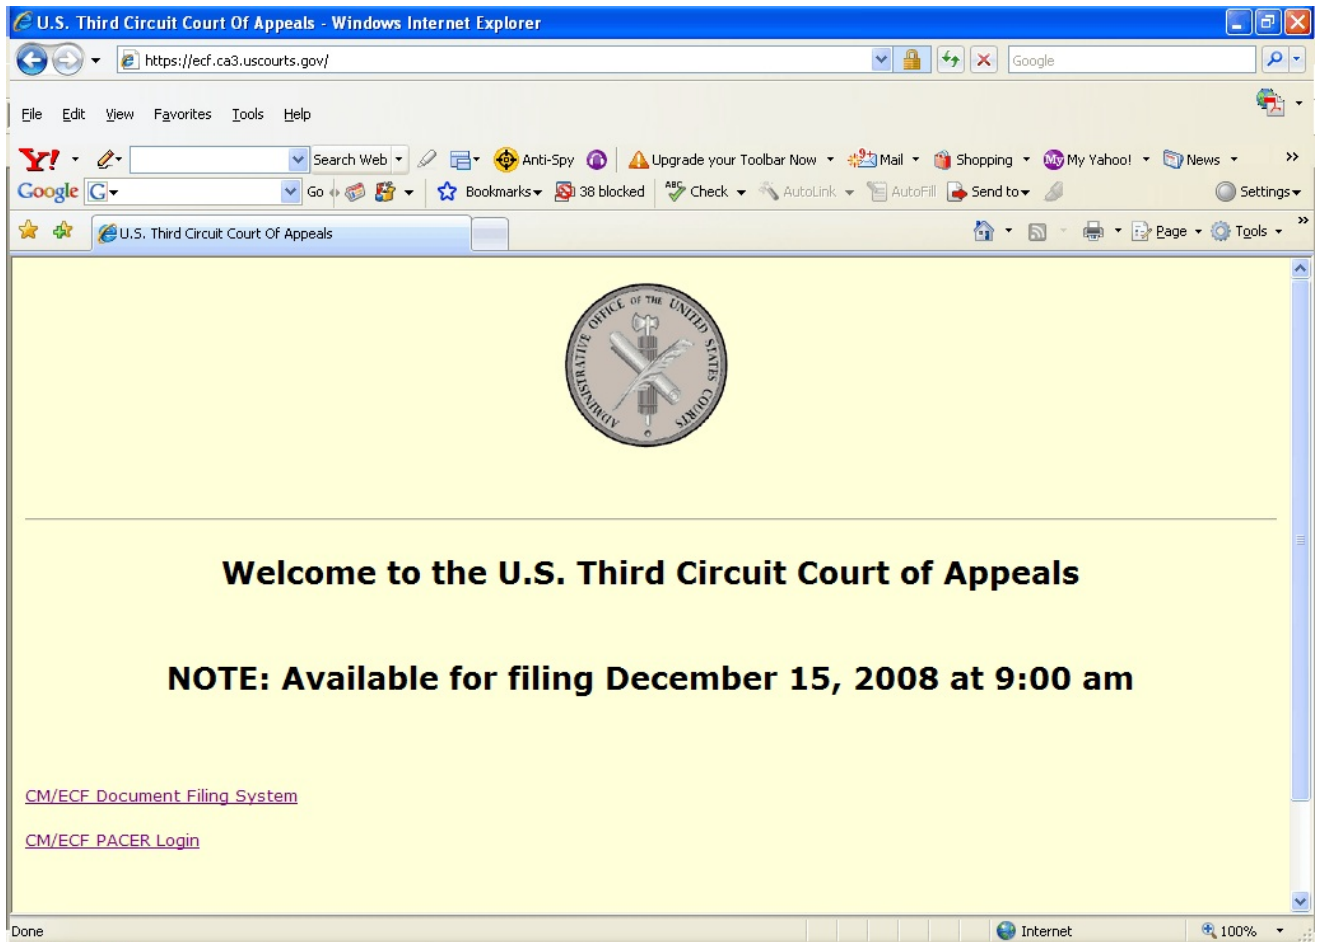 U.S. Third Circuit Court Of Appeals - Windows Internet Explorer
https://ecf.ca3.uscourts.gov/ Google
File Edit View Favorites Tools Help
Y! Search Web Anti-Spy Upgrade your Toolbar Now 9+ Mail Shopping My Yahoo! News »
Google G Go Bookmarks 38 blocked ABC Check AutoLink AutoFill Send to Settings
U.S. Third Circuit Court Of Appeals Page Tools »
ADMINISTRATIVE OFFICE OF THE UNITED STATES COURTS
Welcome to the U.S. Third Circuit Court of Appeals
NOTE: Available for filing December 15, 2008 at 9:00 am
CM/ECF Document Filing System
CM/ECF PACER Login
Done Internet 100%